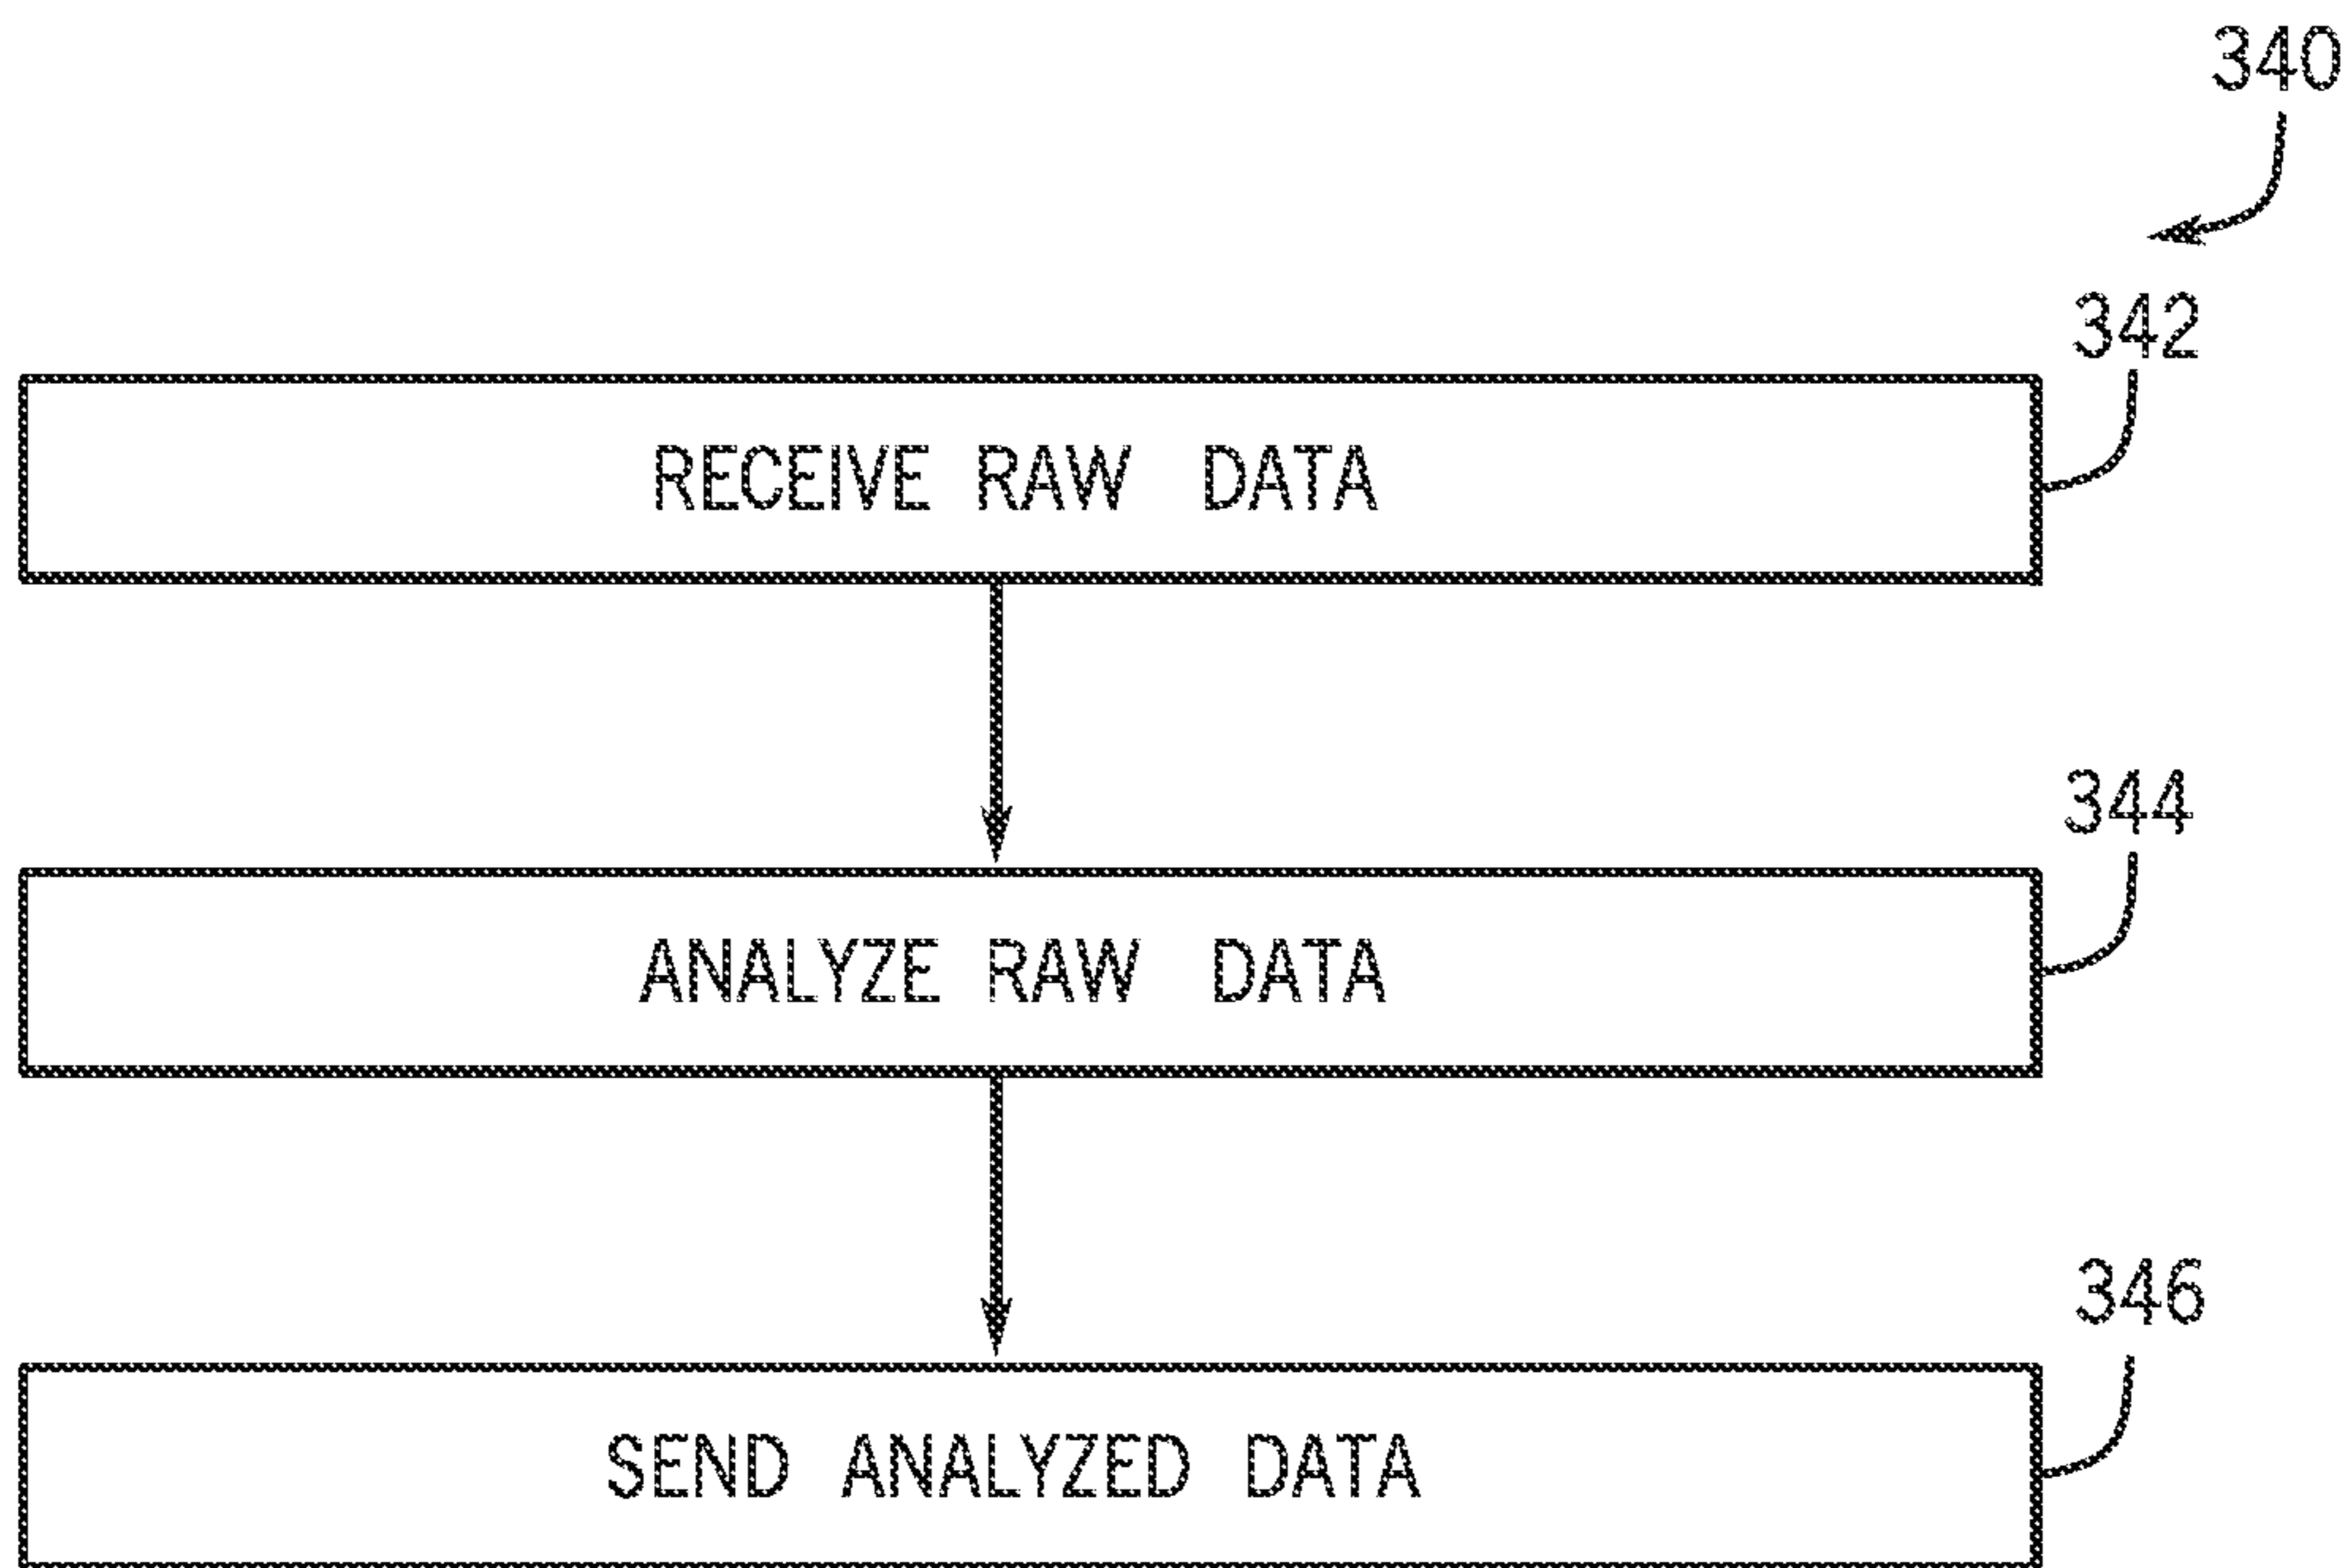 340
342
RECEIVE RAW DATA
344
ANALYZE RAW DATA
346
SEND ANALYZED DATA